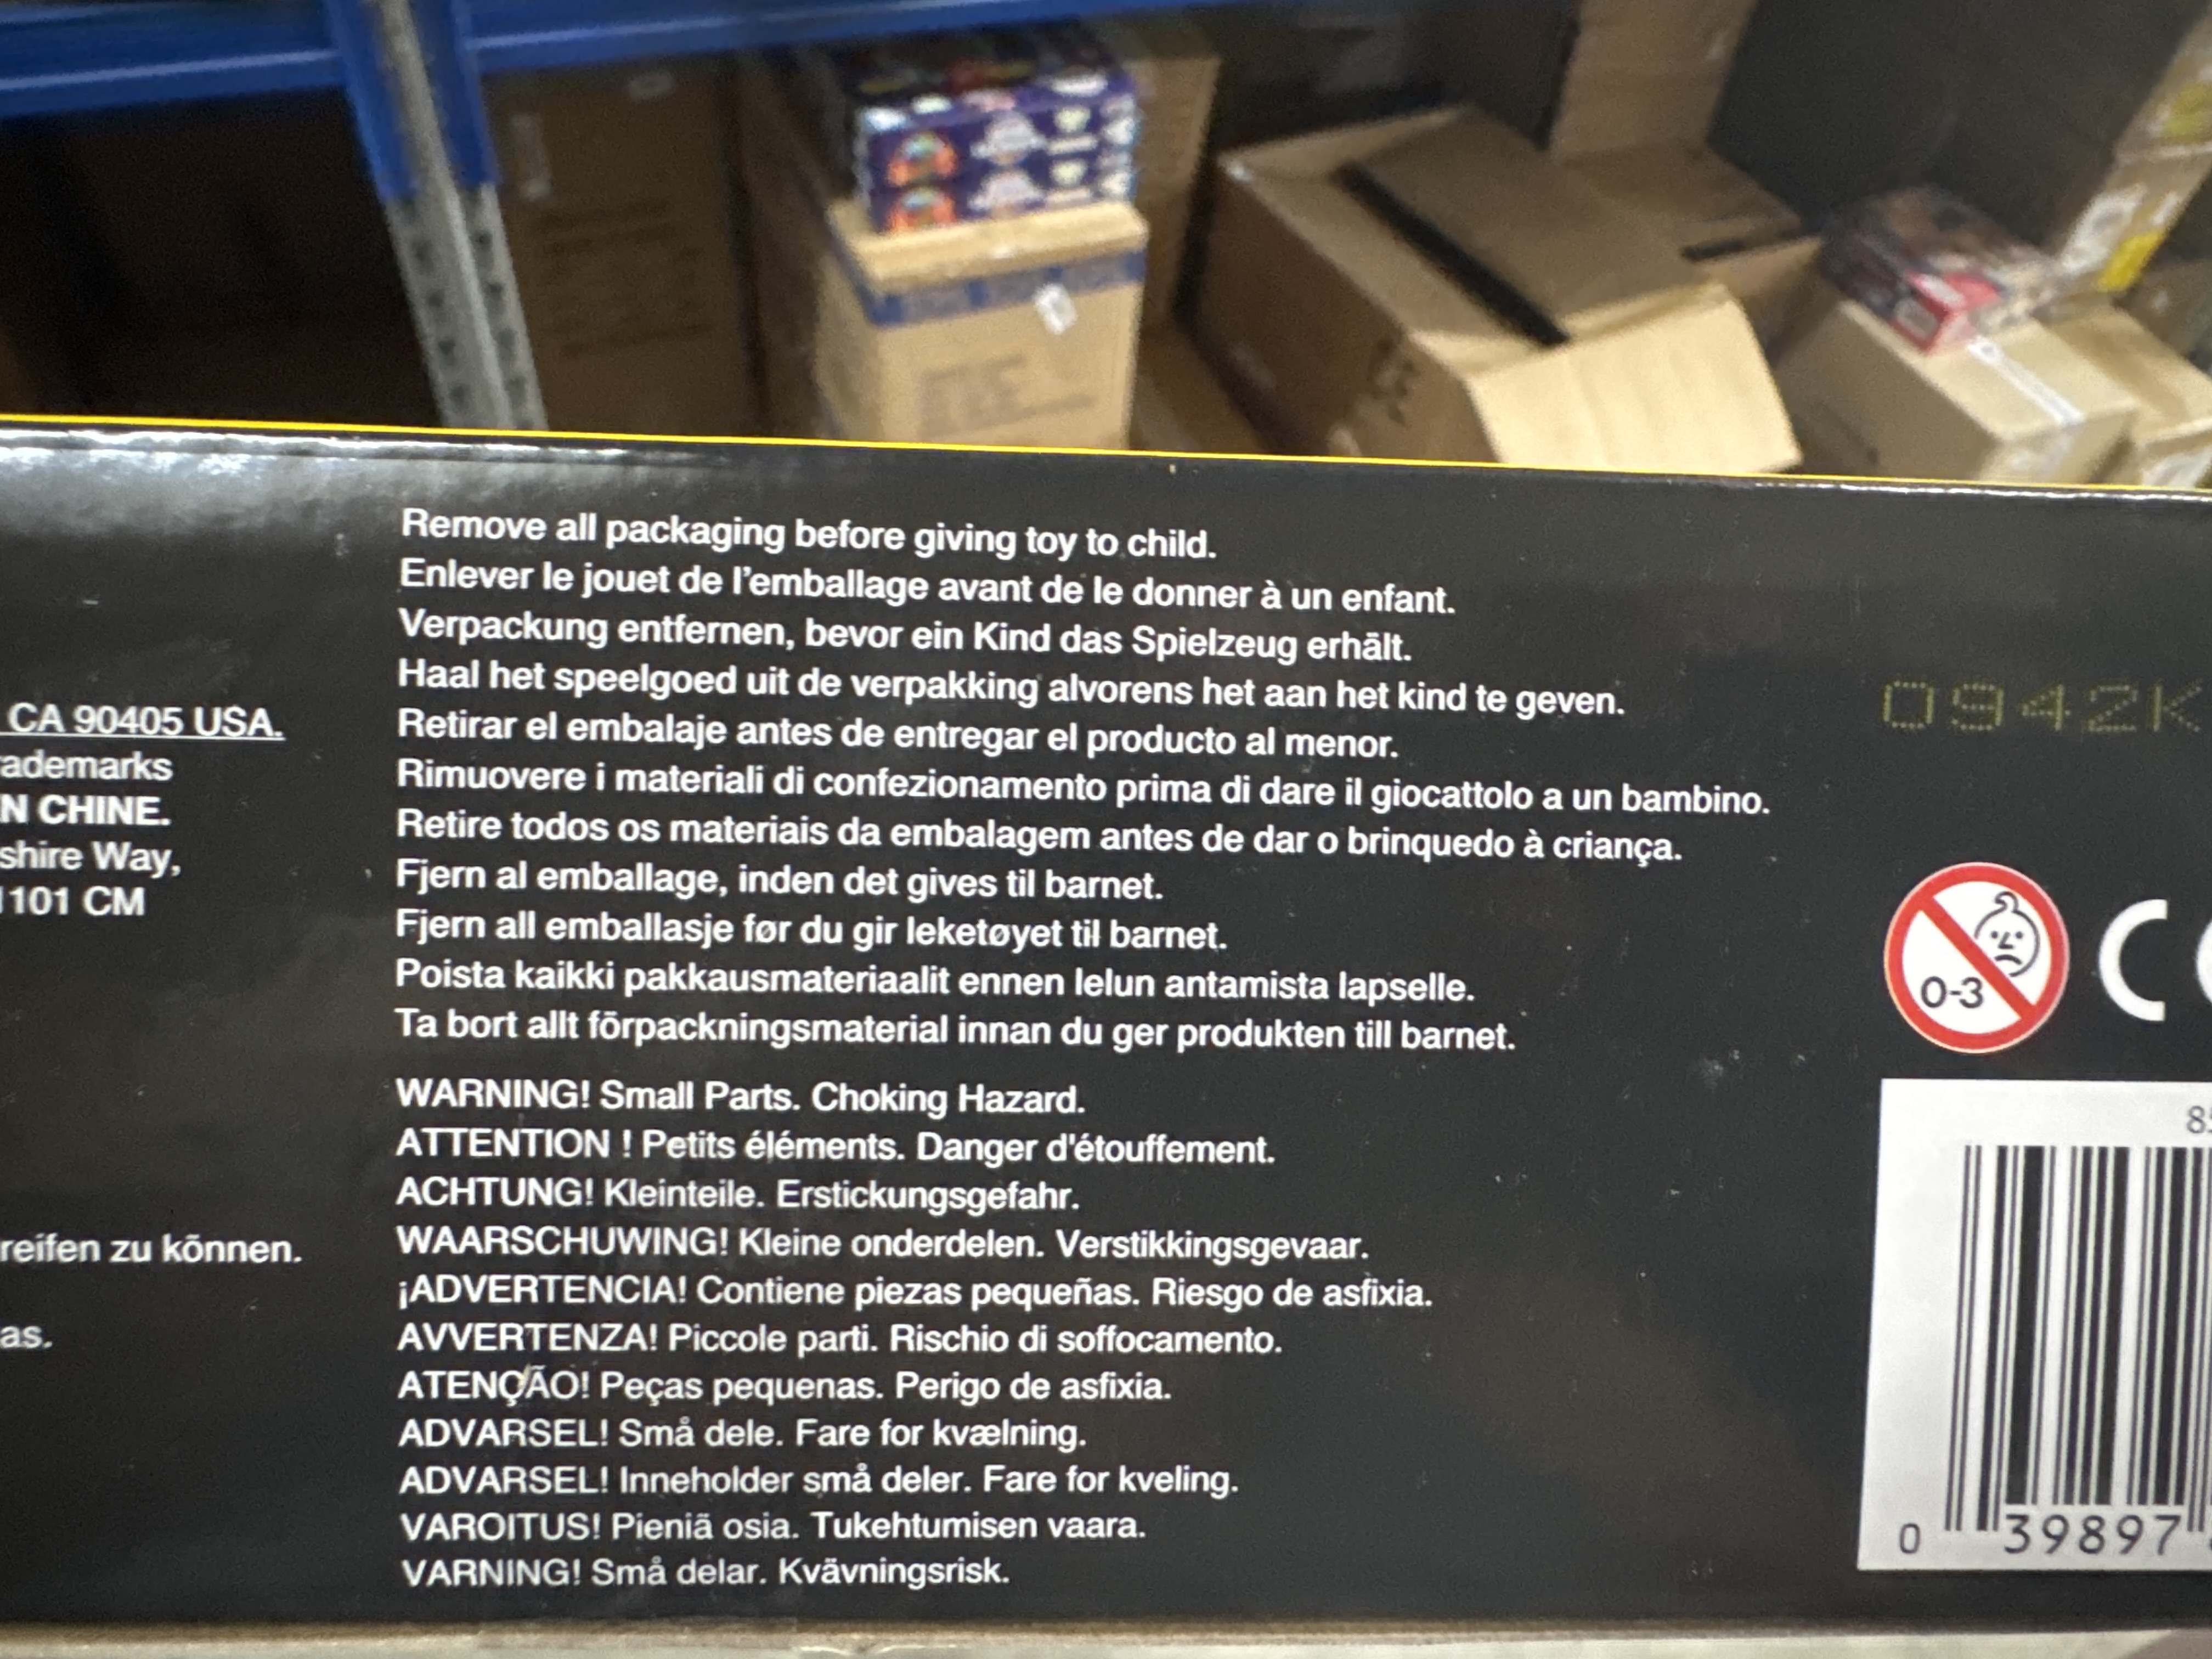 CA 90405 USA.
ademarks
N CHINE.
shire Way,
1101 CM
reifen zu können.
as.
Remove all packaging before giving toy to child.
Enlever le jouet de l'emballage avant de le donner à un enfant.
Verpackung entfernen, bevor ein Kind das Spielzeug erhält.
Haal het speelgoed uit de verpakking alvorens het aan het kind te geven.
Retirar el embalaje antes de entregar el producto al menor.
Rimuovere i materiali di confezionamento prima di dare il giocattolo a un bambino.
Retire todos os materiais da embalagem antes de dar o brinquedo à criança.
Fjern al emballage, inden det gives til barnet.
Fjern all emballasje før du gir leketøyet til barnet.
Poista kaikki pakkausmateriaalit ennen lelun antamista lapselle.
Ta bort allt förpackningsmaterial innan du ger produkten till barnet.
WARNING! Small Parts. Choking Hazard.
ATTENTION ! Petits éléments. Danger d'étouffement.
ACHTUNG! Kleinteile. Erstickungsgefahr.
WAARSCHUWING! Kleine onderdelen. Verstikkingsgevaar.
¡ADVERTENCIA! Contiene piezas pequeñas. Riesgo de asfixia.
AVVERTENZA! Piccole parti. Rischio di soffocamento.
ATENÇÃO! Peças pequenas. Perigo de asfixia.
ADVARSEL! Små dele. Fare for kvælning.
ADVARSEL! Inneholder små deler. Fare for kveling.
VAROITUS! Pieniä osia. Tukehtumisen vaara.
VARNING! Små delar. Kvävningsrisk.
0942K
0-3
0 39897